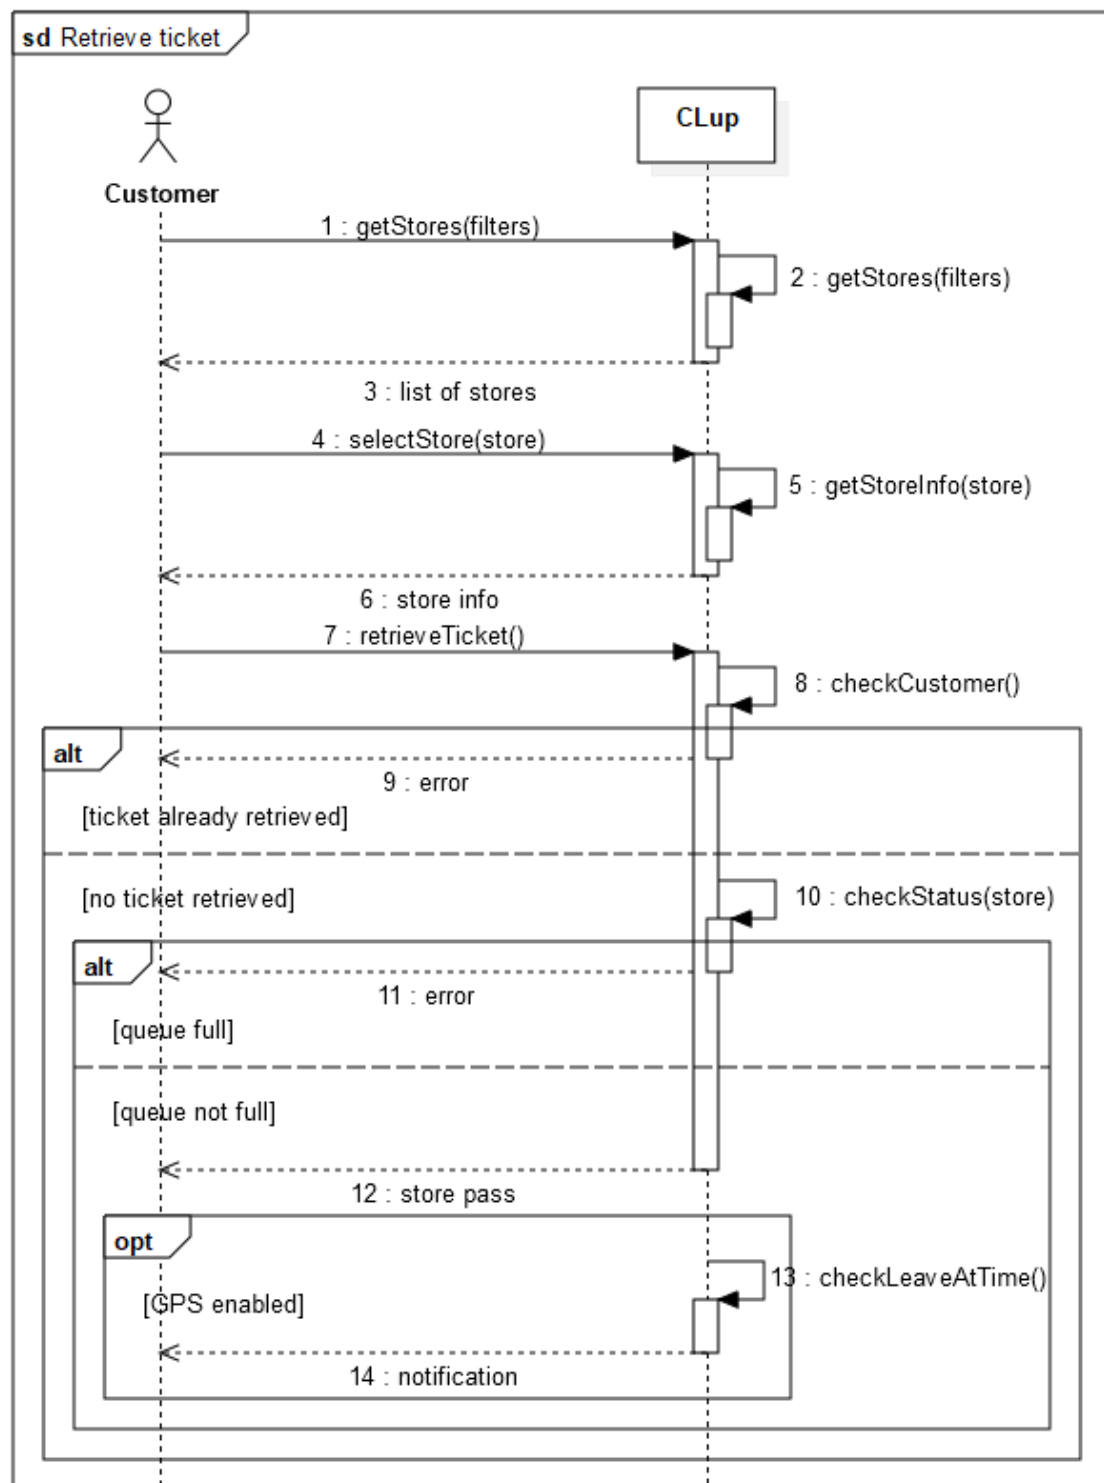 sd Retrieve ticket
CLup
Customer
1 : getStores(filters)
2 : getStores(filters)
3 : list of stores
4 : selectStore(store)
5 : getStoreInfo(store)
6 : store info
7 : retrieveTicket()
8 : checkCustomer()
alt
9 : error
[ticket already retrieved]
[no ticket retrieved]
10 : checkStatus(store)
alt
11 : error
[queue full]
[queue not full]
12 : store pass
opt
13 : checkLeaveAtTime()
[GPS enabled]
14 : notification